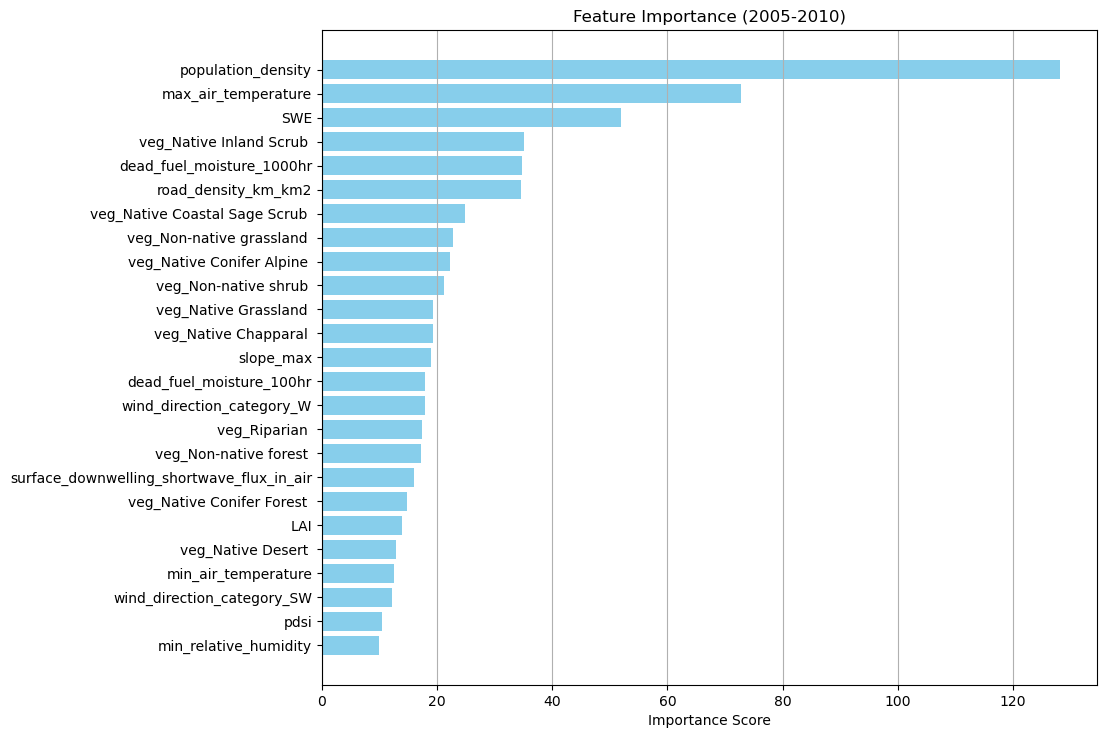 Feature Importance (2005-2010)
population_density
max_air_temperature
SWE
veg_Native Inland Scrub
dead_fuel_moisture_1000hr
road_density_km_km2
veg_Native Coastal Sage Scrub
veg_Non-native grassland
veg_Native Conifer Alpine
veg_Non-native shrub
veg_Native Grassland
veg_Native Chapparal
slope_max
dead_fuel_moisture_100hr
wind_direction_category_W
veg_Riparian
veg_Non-native forest
surface_downwelling_shortwave_flux_in_air
veg_Native Conifer Forest
LAI
veg_Native Desert
min_air_temperature
wind_direction_category_SW
pdsi
min_relative_humidity
0 20 40 60 80 100 120
Importance Score